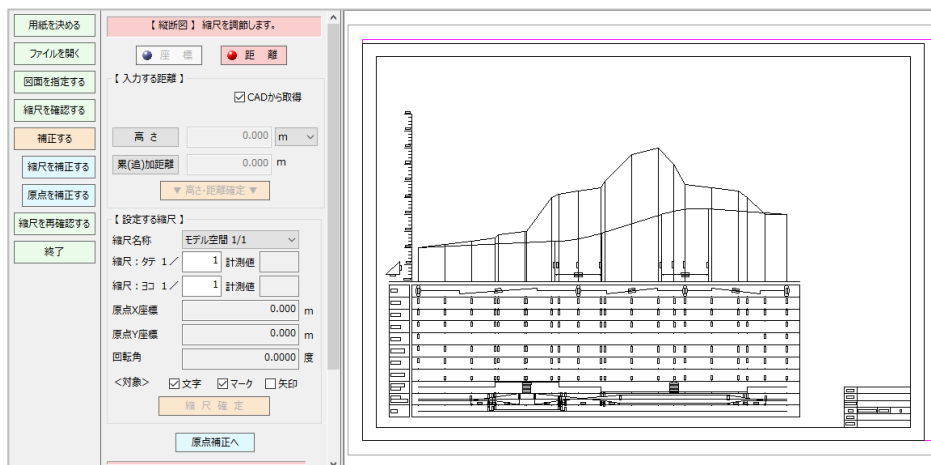 用紙を決める
ファイルを開く
図面を指定する
縮尺を確認する
補正する
縮尺を補正する
原点を補正する
縮尺を再確認する
終了
【 縦断図 】 縮尺を調節します。
座 標
距 離
【 入力する距離 】
CADから取得
高 さ 0.000 m
累(追)加距離 0.000 m
▼ 高さ・距離確定 ▼
【 設定する縮尺 】
縮尺名称 モデル空間 1/1
縮尺：タテ 1／ 1 計測値
縮尺：ヨコ 1／ 1 計測値
原点X座標 0.000 m
原点Y座標 0.000 m
回転角 0.0000 度
<対象> 文字 マーク 矢印
縮 尺 確 定
原点補正へ